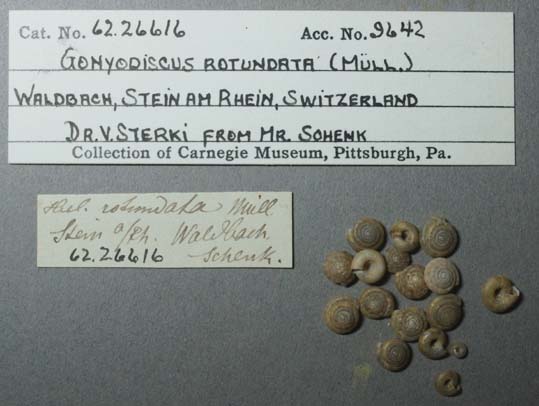 Cat. No. 62.26616 Acc. No. 9642
GONYODISCUS ROTUNDATA (MÜLL.)
WALDBACH, STEIN AM RHEIN, SWITZERLAND
DR. V. STERKI FROM MR. SCHENK
Collection of Carnegie Museum, Pittsburgh, Pa.
Hel. rotundata Müll
Stein a/Rh. Waldbach
62.26616 Schenk.